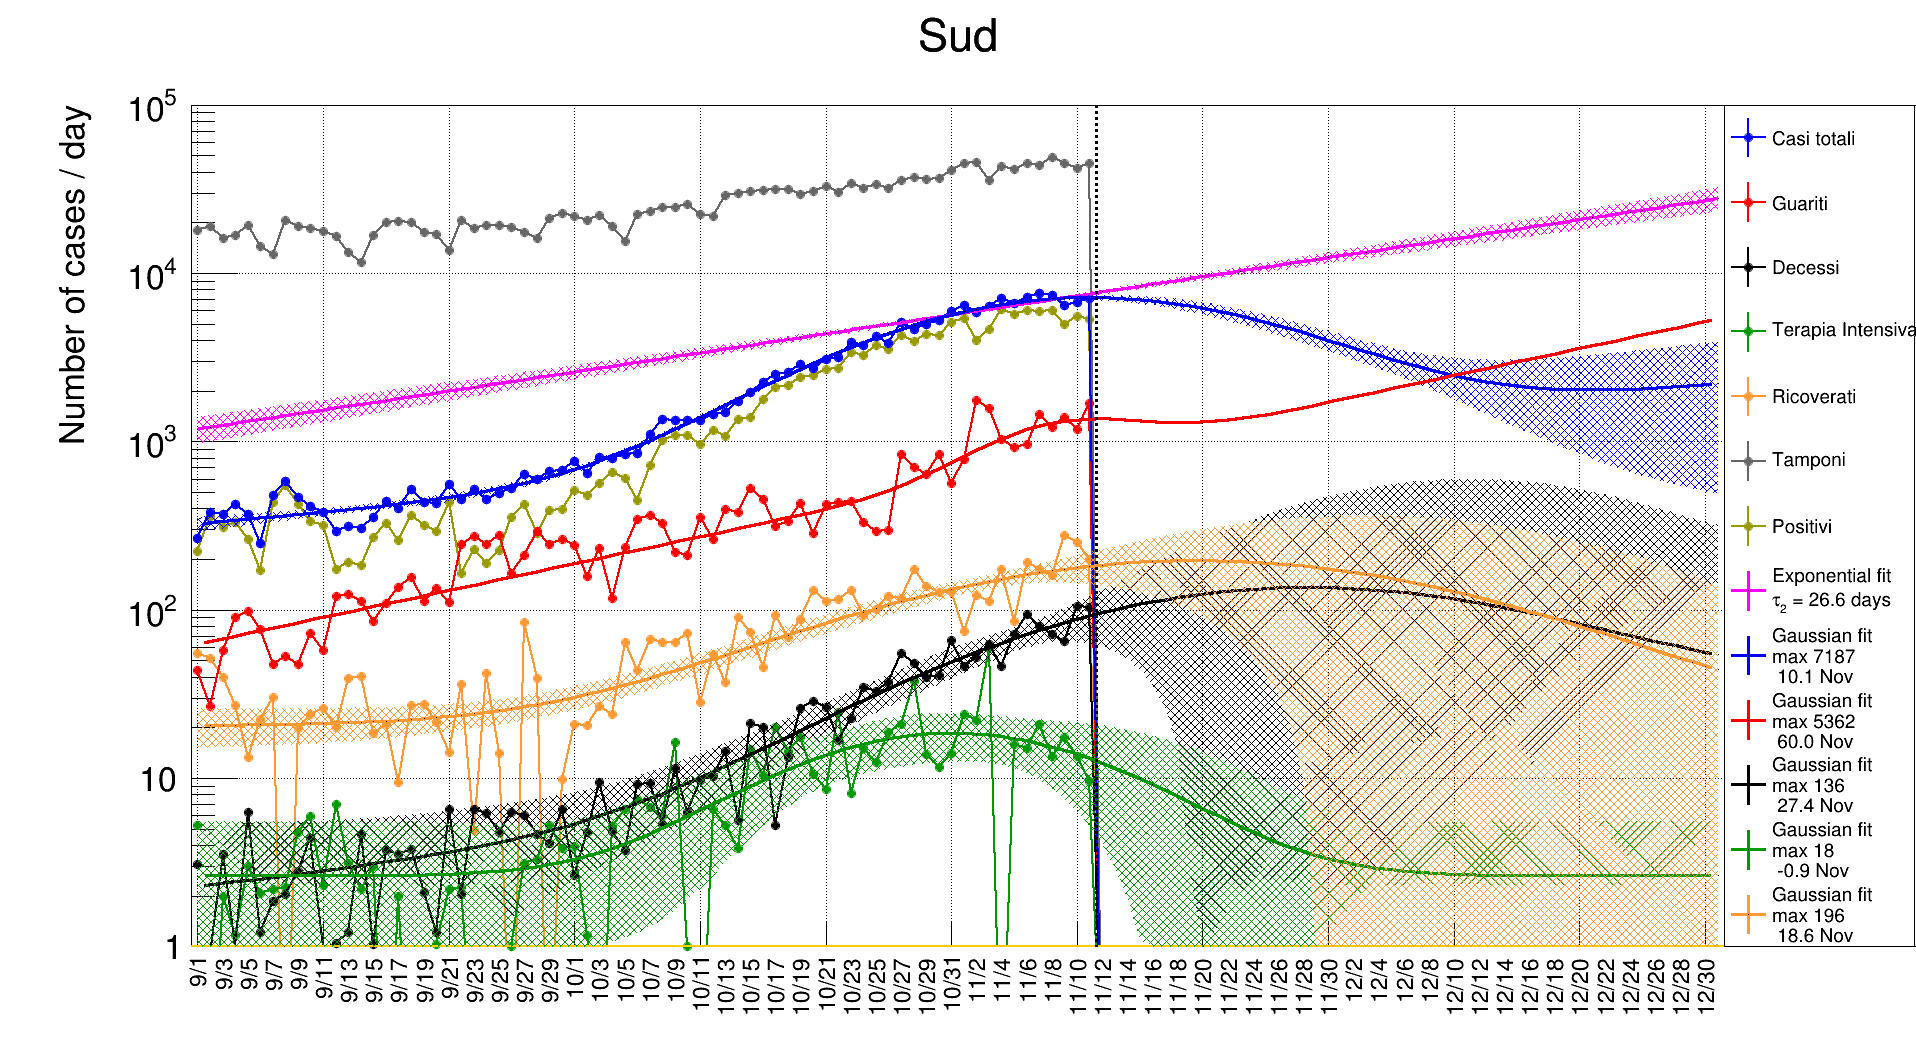 Sud
Number of cases / day
10^5
10^4
10^3
10^2
10
1
9/1
9/3
9/5
9/7
9/9
9/11
9/13
9/15
9/17
9/19
9/21
9/23
9/25
9/27
9/29
10/1
10/3
10/5
10/7
10/9
10/11
10/13
10/15
10/17
10/19
10/21
10/23
10/25
10/27
10/29
10/31
11/2
11/4
11/6
11/8
11/10
11/12
11/14
11/16
11/18
11/20
11/22
11/24
11/26
11/28
11/30
12/2
12/4
12/6
12/8
12/10
12/12
12/14
12/16
12/18
12/20
12/22
12/24
12/26
12/28
12/30
Casi totali
Guariti
Decessi
Terapia Intensiva
Ricoverati
Tamponi
Positivi
Exponential fit
τ₂ = 26.6 days
Gaussian fit
max 7187
10.1 Nov
Gaussian fit
max 5362
60.0 Nov
Gaussian fit
max 136
27.4 Nov
Gaussian fit
max 18
-0.9 Nov
Gaussian fit
max 196
18.6 Nov